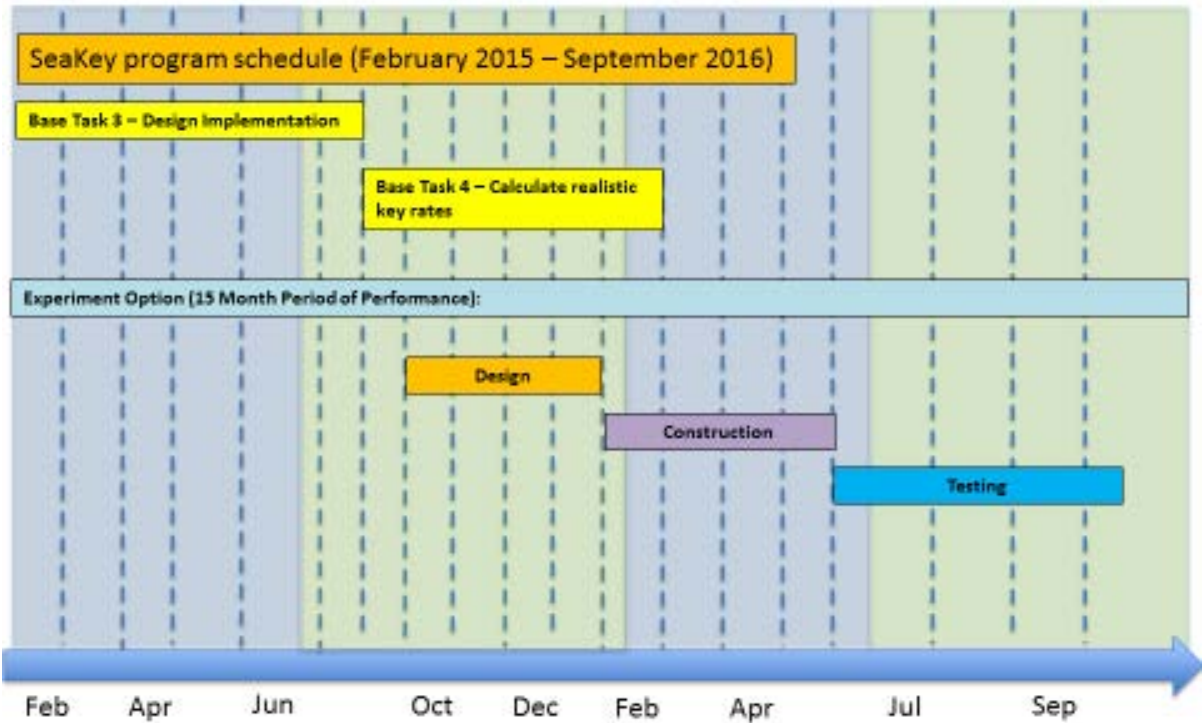 SeaKey program schedule (February 2015 – September 2016)
Base Task 3 – Design Implementation
Base Task 4 – Calculate realistic
key rates
Experiment Option (15 Month Period of Performance):
Design
Construction
Testing
Feb Apr Jun Oct Dec Feb Apr Jul Sep